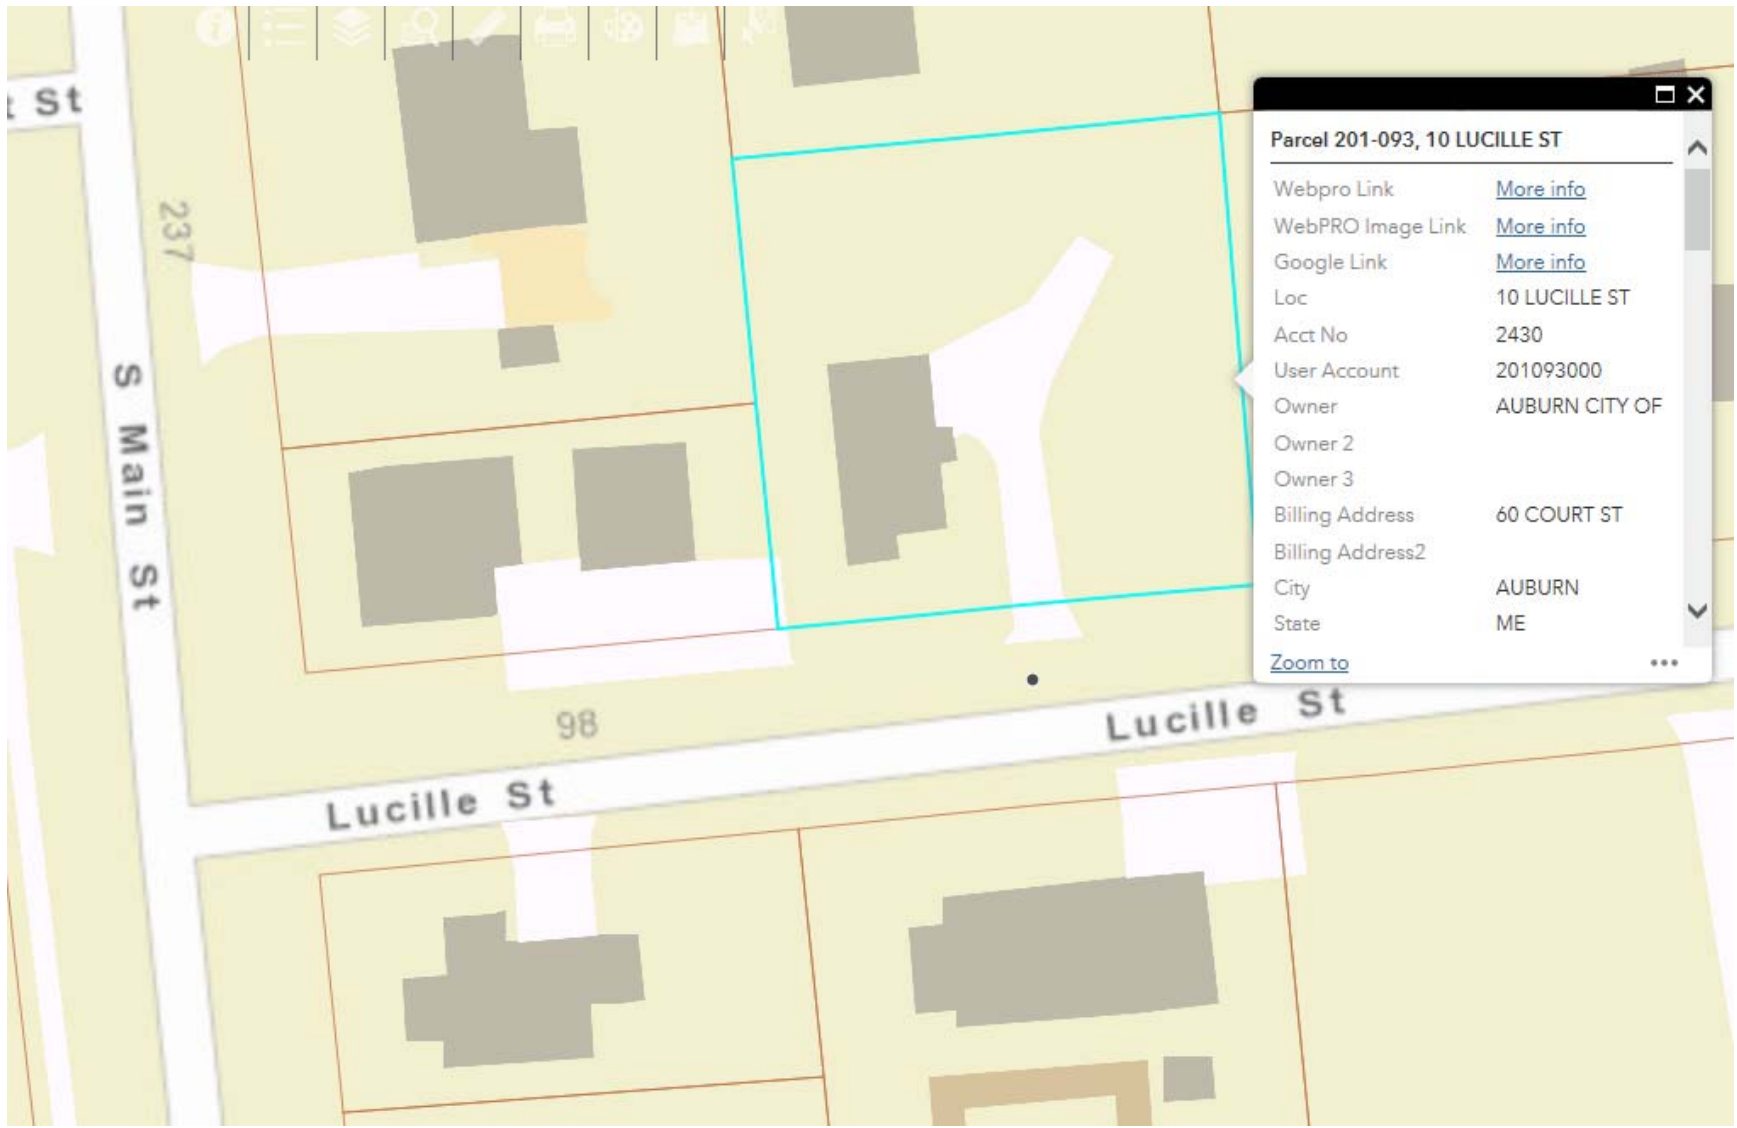 t St
237
S Main St
98
Lucille St
Lucille St
Parcel 201-093, 10 LUCILLE ST
Webpro Link More info
WebPRO Image Link More info
Google Link More info
Loc 10 LUCILLE ST
Acct No 2430
User Account 201093000
Owner AUBURN CITY OF
Owner 2
Owner 3
Billing Address 60 COURT ST
Billing Address2
City AUBURN
State ME
Zoom to